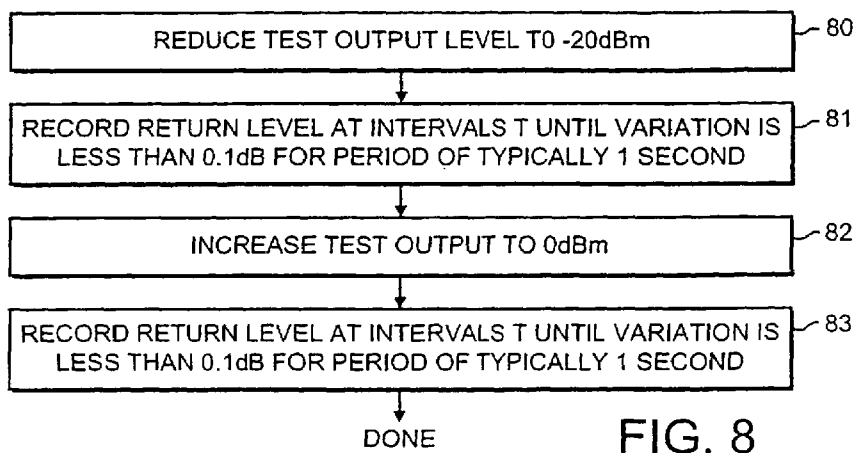 REDUCE TEST OUTPUT LEVEL T0 -20dBm
80
RECORD RETURN LEVEL AT INTERVALS T UNTIL VARIATION IS
LESS THAN 0.1dB FOR PERIOD OF TYPICALLY 1 SECOND
81
INCREASE TEST OUTPUT TO 0dBm
82
RECORD RETURN LEVEL AT INTERVALS T UNTIL VARIATION IS
LESS THAN 0.1dB FOR PERIOD OF TYPICALLY 1 SECOND
83
DONE
FIG. 8